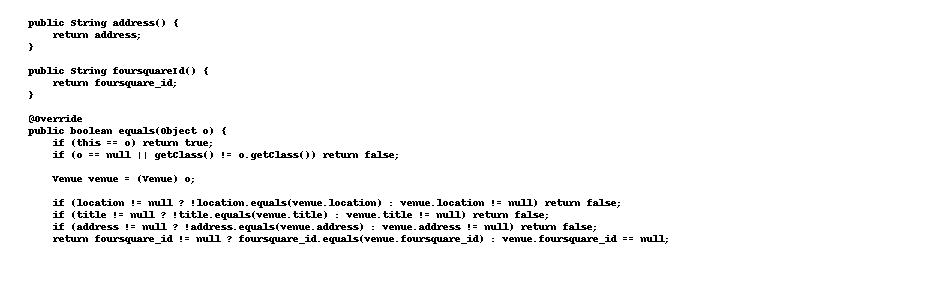 public String address() {
    return address;
}

public String foursquareId() {
    return foursquare_id;
}

@Override
public boolean equals(Object o) {
    if (this == o) return true;
    if (o == null || getClass() != o.getClass()) return false;

    Venue venue = (Venue) o;

    if (location != null ? !location.equals(venue.location) : venue.location != null) return false;
    if (title != null ? !title.equals(venue.title) : venue.title != null) return false;
    if (address != null ? !address.equals(venue.address) : venue.address != null) return false;
    return foursquare_id != null ? foursquare_id.equals(venue.foursquare_id) : venue.foursquare_id == null;